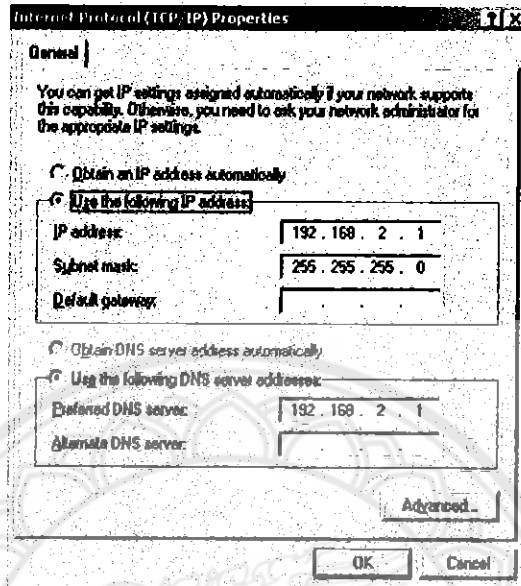 Internet Protocol (TCP/IP) Properties
? X
General
You can get IP settings assigned automatically if your network supports
this capability. Otherwise, you need to ask your network administrator for
the appropriate IP settings.
Obtain an IP address automatically
Use the following IP address:
IP address: 192 . 168 . 2 . 1
Subnet mask: 255 . 255 . 255 . 0
Default gateway: . . .
Obtain DNS server address automatically
Use the following DNS server addresses:
Preferred DNS server: 192 . 168 . 2 . 1
Alternate DNS server: . . .
Advanced...
OK Cancel